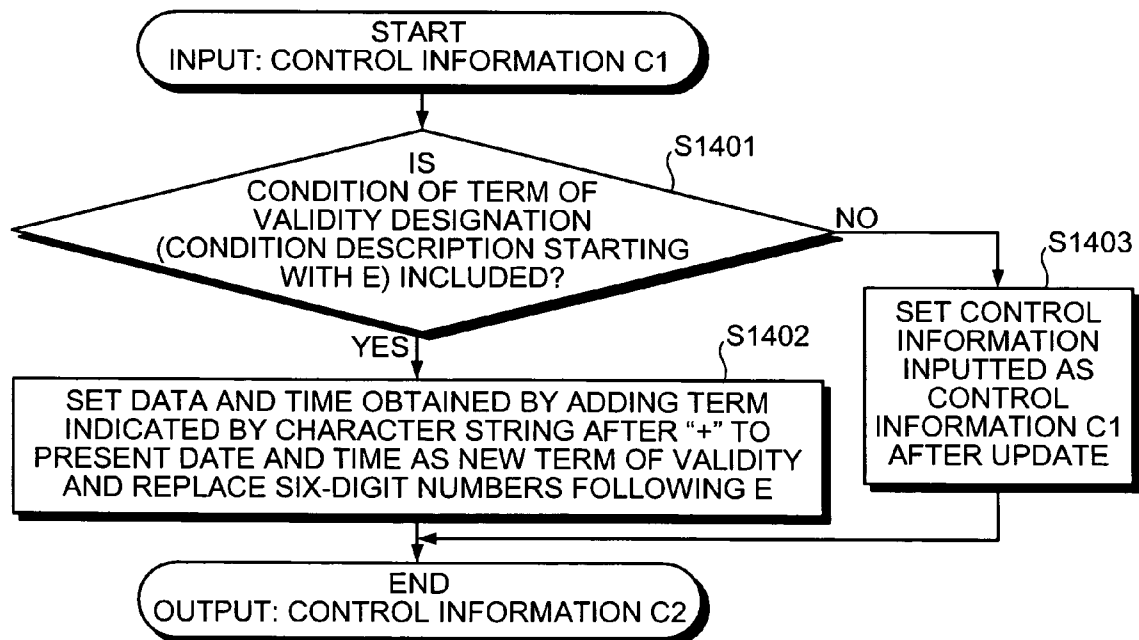 START
INPUT: CONTROL INFORMATION C1
S1401
IS
CONDITION OF TERM OF
VALIDITY DESIGNATION
(CONDITION DESCRIPTION STARTING
WITH E) INCLUDED?
NO
YES
S1402
SET DATA AND TIME OBTAINED BY ADDING TERM
INDICATED BY CHARACTER STRING AFTER “+” TO
PRESENT DATE AND TIME AS NEW TERM OF VALIDITY
AND REPLACE SIX-DIGIT NUMBERS FOLLOWING E
S1403
SET CONTROL
INFORMATION
INPUTTED AS
CONTROL
INFORMATION C1
AFTER UPDATE
END
OUTPUT: CONTROL INFORMATION C2